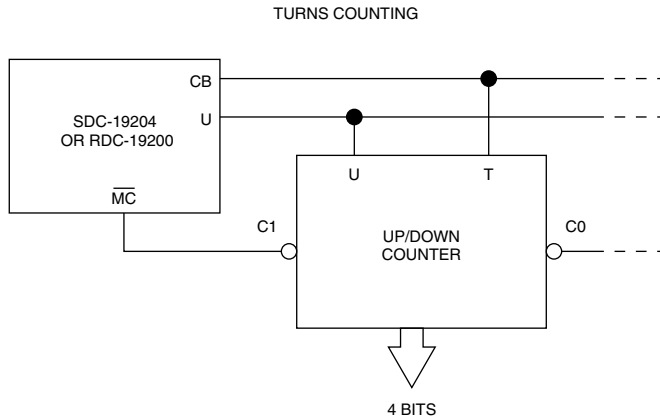 TURNS COUNTING
CB
SDC-19204
OR RDC-19200
U
MC
U
T
C1
UP/DOWN
COUNTER
C0
4 BITS